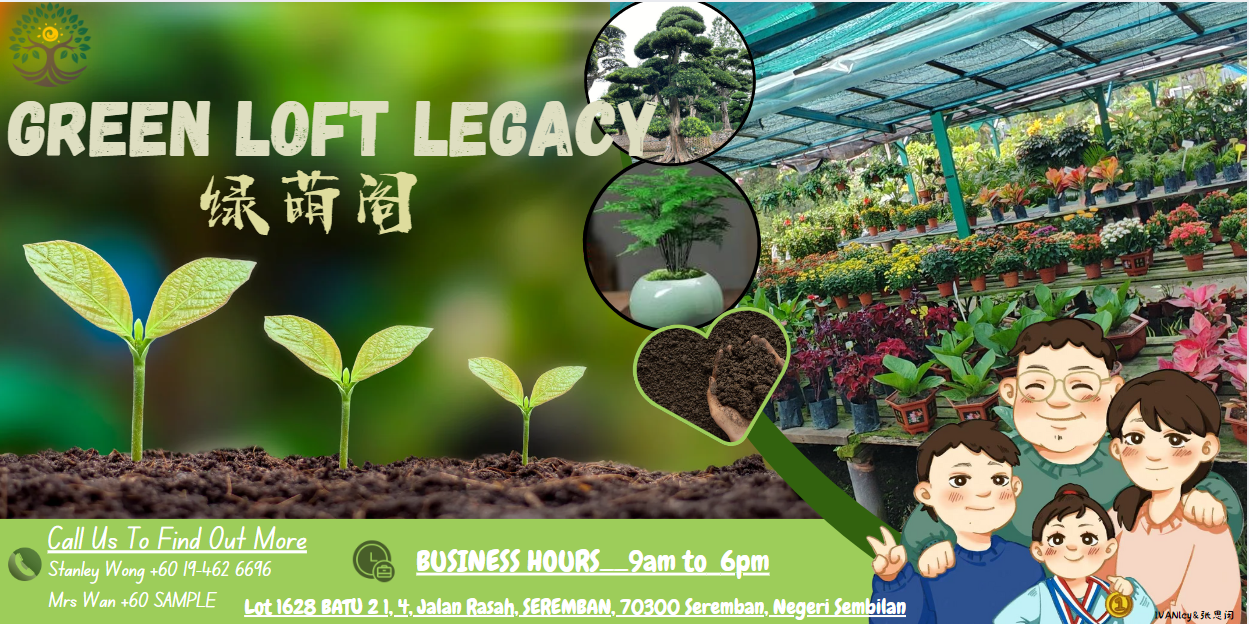 GREEN LOFT LEGACY
绿萌阁
Call Us To Find Out More
Stanley Wong +60 19-462 6696
Mrs Wan +60 SAMPLE
BUSINESS HOURS__9am to 6pm
Lot 1628 BATU 2 1, 4, Jalan Rasah, SEREMBAN, 70300 Seremban, Negeri Sembilan
IVANIcy&张思闵